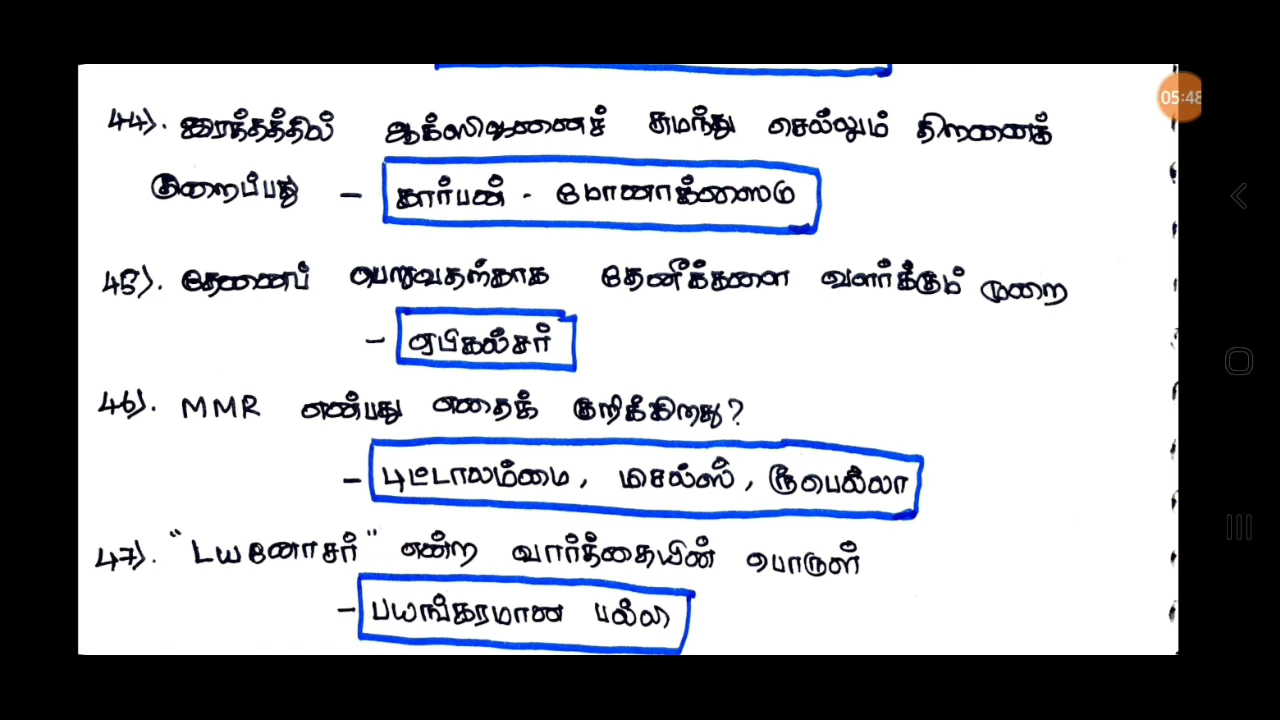 05:48
44). இரத்தத்தில் ஆக்ஸிஜனைச் சுமந்து செல்லும் திறனைக்
குறைப்பது - கார்பன் - மோனாக்ஸைடு
45). தேனைப் பெறுவதற்காக தேனீக்களை வளர்க்கும் முறை
- ஏபிகல்சர்
46). MMR என்பது எதைக் குறிக்கிறது?
- புட்டாலம்மை, மீசெல்ஸ், ரூபெல்லா
47). "டயனோசர்" என்ற வார்த்தையின் பொருள்
- பயங்கரமான பல்லி